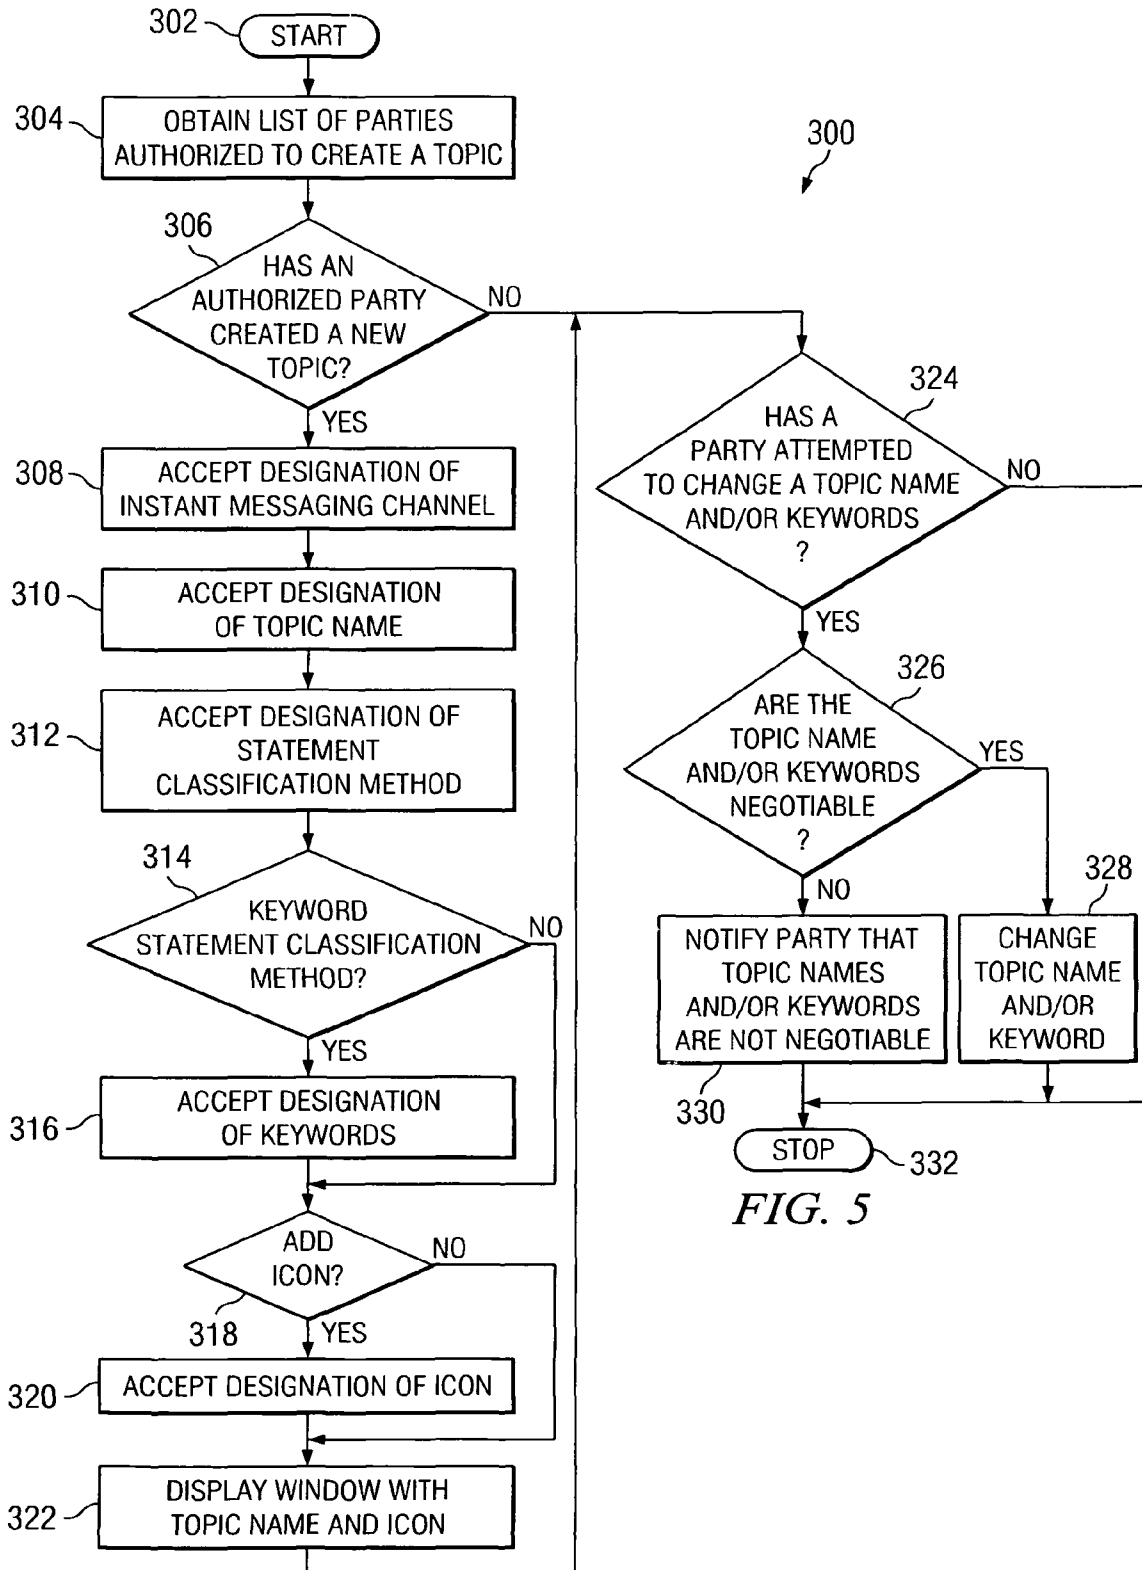 302
START
304
OBTAIN LIST OF PARTIES
AUTHORIZED TO CREATE A TOPIC
300
306
HAS AN
AUTHORIZED PARTY
CREATED A NEW
TOPIC?
NO
YES
308
ACCEPT DESIGNATION OF
INSTANT MESSAGING CHANNEL
310
ACCEPT DESIGNATION
OF TOPIC NAME
312
ACCEPT DESIGNATION OF
STATEMENT
CLASSIFICATION METHOD
314
KEYWORD
STATEMENT CLASSIFICATION
METHOD?
NO
YES
316
ACCEPT DESIGNATION
OF KEYWORDS
ADD
ICON?
NO
318
YES
320
ACCEPT DESIGNATION OF ICON
322
DISPLAY WINDOW WITH
TOPIC NAME AND ICON
324
HAS A
PARTY ATTEMPTED
TO CHANGE A TOPIC NAME
AND/OR KEYWORDS
?
NO
YES
326
ARE THE
TOPIC NAME
AND/OR KEYWORDS
NEGOTIABLE
?
YES
NO
328
NOTIFY PARTY THAT
TOPIC NAMES
AND/OR KEYWORDS
ARE NOT NEGOTIABLE
CHANGE
TOPIC NAME
AND/OR
KEYWORD
330
STOP
332
FIG. 5